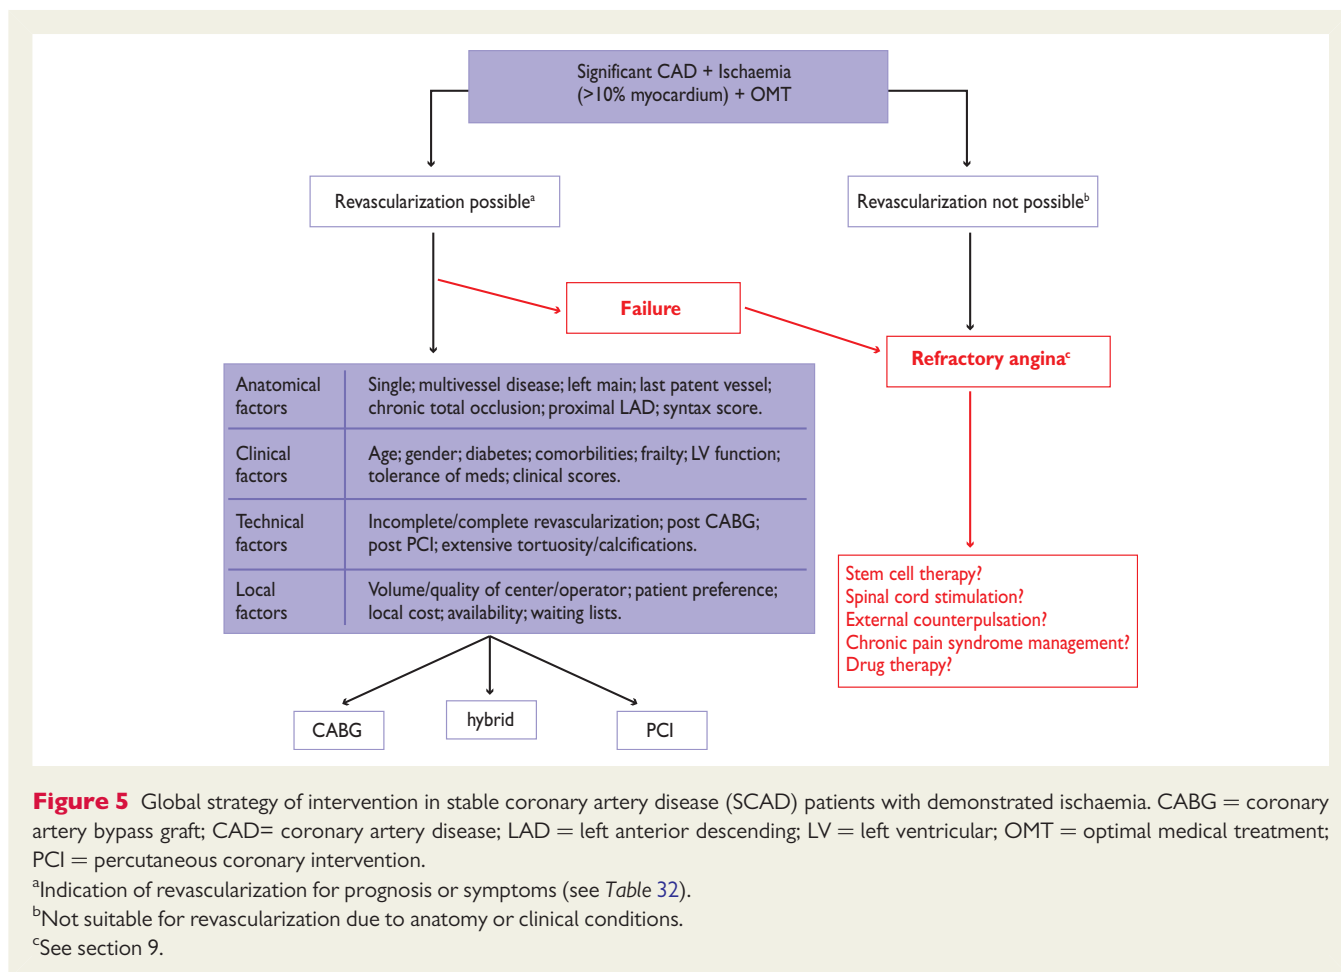 Significant CAD + Ischaemia
(>10% myocardium) + OMT
Revascularization possibleᵃ
Revascularization not possibleᵇ
Failure
Refractory anginaᶜ
Anatomical
factors
Single; multivessel disease; left main; last patent vessel;
chronic total occlusion; proximal LAD; syntax score.
Clinical
factors
Age; gender; diabetes; comorbilities; frailty; LV function;
tolerance of meds; clinical scores.
Technical
factors
Incomplete/complete revascularization; post CABG;
post PCI; extensive tortuosity/calcifications.
Local
factors
Volume/quality of center/operator; patient preference;
local cost; availability; waiting lists.
Stem cell therapy?
Spinal cord stimulation?
External counterpulsation?
Chronic pain syndrome management?
Drug therapy?
CABG
hybrid
PCI
Figure 5 Global strategy of intervention in stable coronary artery disease (SCAD) patients with demonstrated ischaemia. CABG = coronary
artery bypass graft; CAD= coronary artery disease; LAD = left anterior descending; LV = left ventricular; OMT = optimal medical treatment;
PCI = percutaneous coronary intervention.
ᵃIndication of revascularization for prognosis or symptoms (see Table 32).
ᵇNot suitable for revascularization due to anatomy or clinical conditions.
ᶜSee section 9.